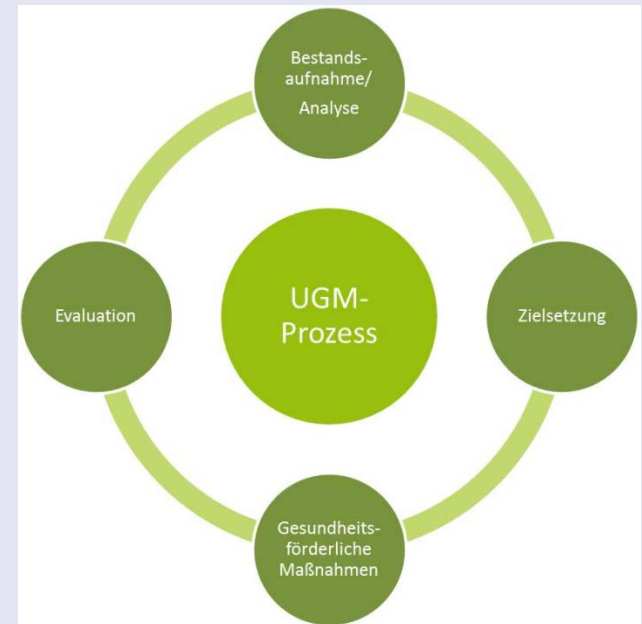 Bestands-
aufnahme/
Analyse
Evaluation
UGM-
Prozess
Zielsetzung
Gesundheits-
förderliche
Maßnahmen